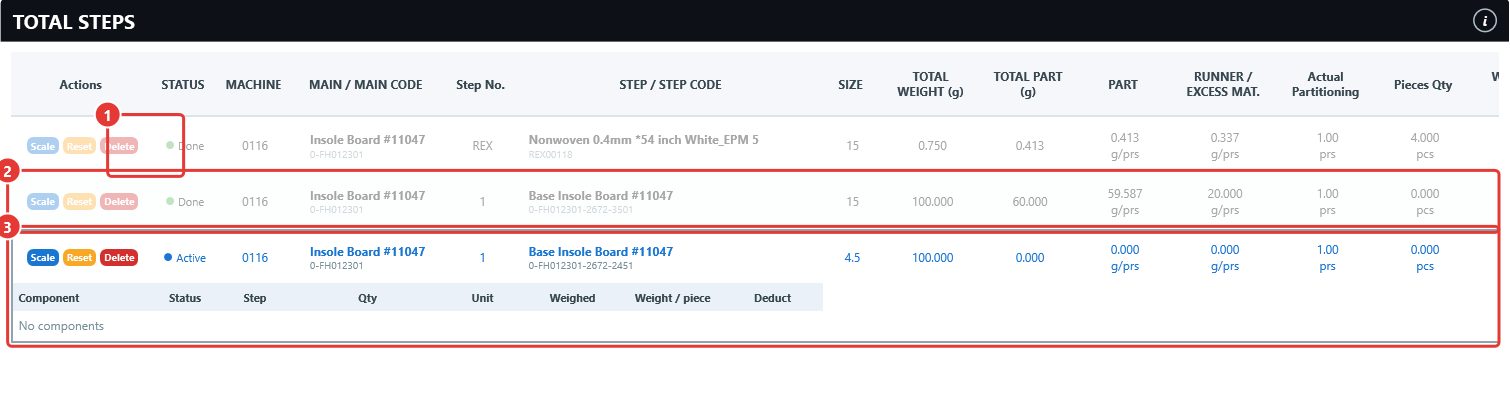 TOTAL STEPS
i
Actions STATUS MACHINE MAIN / MAIN CODE Step No. STEP / STEP CODE SIZE TOTAL WEIGHT (g) TOTAL PART (g) PART RUNNER / EXCESS MAT. Actual Partitioning Pieces Qty W
1
Scale Reset Delete Done 0116 Insole Board #11047 REX Nonwoven 0.4mm *54 inch White_EPM 5 15 0.750 0.413 0.413 g/prs 0.337 g/prs 1.00 prs 4.000 pcs
0-FH012301 REX00118
2
Scale Reset Delete Done 0116 Insole Board #11047 1 Base Insole Board #11047 15 100.000 60.000 59.587 g/prs 20.000 g/prs 1.00 prs 0.000 pcs
0-FH012301 0-FH012301-2672-3501
3
Scale Reset Delete Active 0116 Insole Board #11047 1 Base Insole Board #11047 4.5 100.000 0.000 0.000 g/prs 0.000 g/prs 1.00 prs 0.000 pcs
0-FH012301 0-FH012301-2672-2451
Component Status Step Qty Unit Weighed Weight / piece Deduct
No components